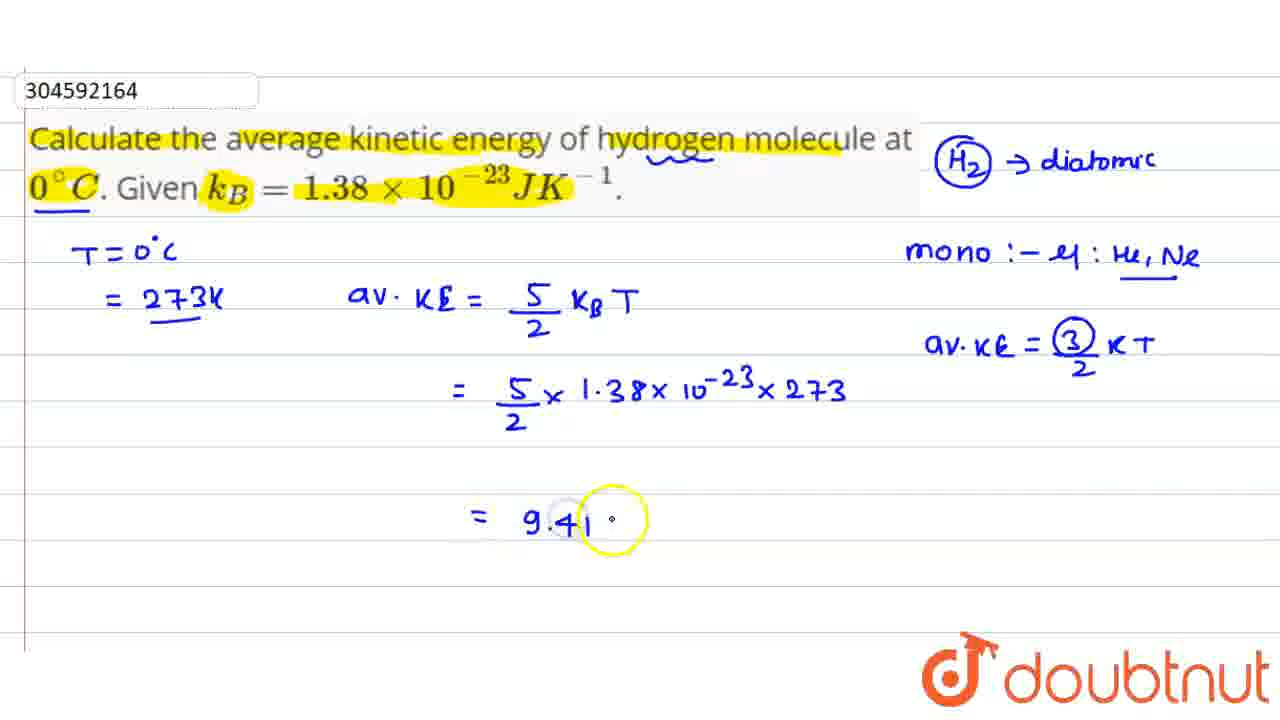 304592164
Calculate the average kinetic energy of hydrogen molecule at
0°C. Given k_B = 1.38 × 10^{-23} JK^{-1}.
H₂ → diatomic
T = 0°C
= 273K
mono :- eg : He, Ne
av. KE = 5/2 K_B T
av. KE = 3/2 KT
= 5/2 × 1.38 × 10^{-23} × 273
= 9.41
doubtnut